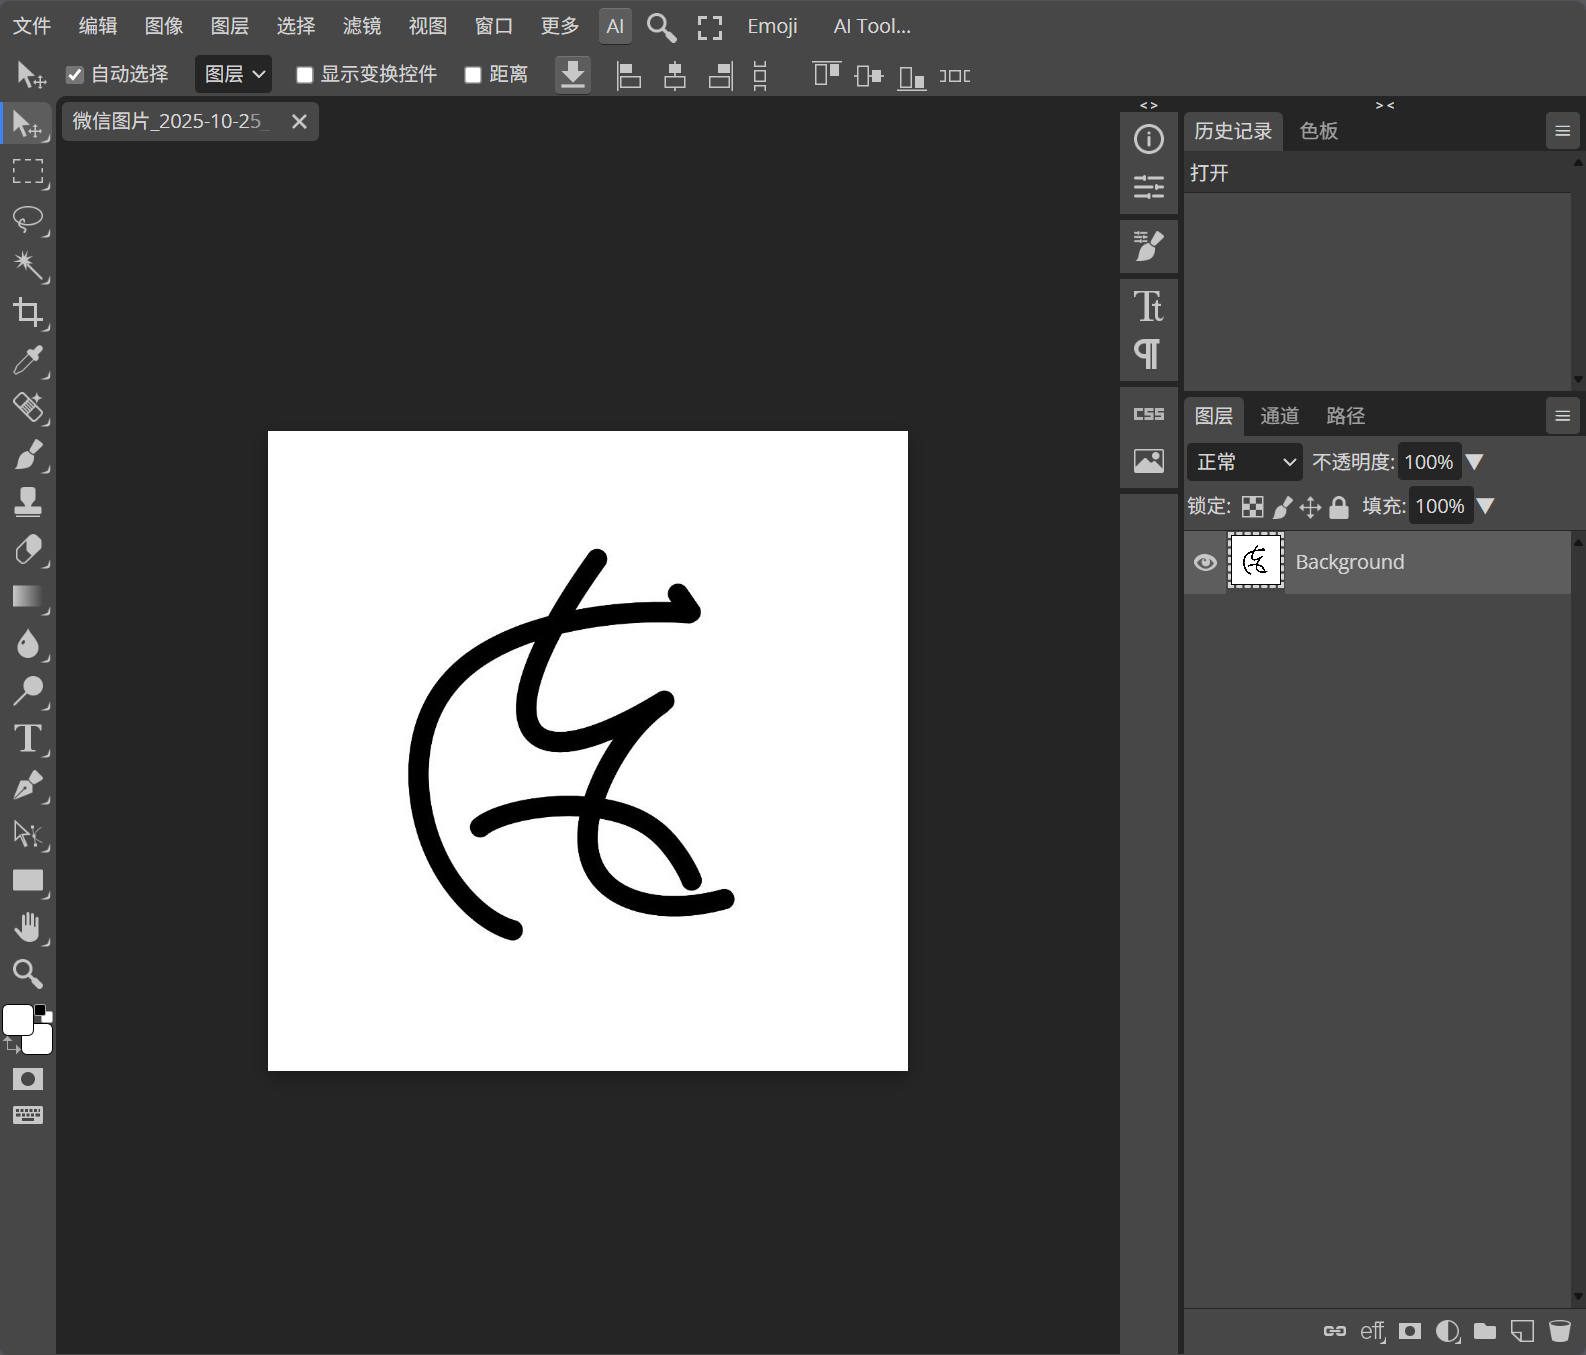 文件 编辑 图像 图层 选择 滤镜 视图 窗口 更多 AI Emoji AI Tool...
自动选择 图层 显示变换控件 距离
微信图片_2025-10-25_
< > > <
历史记录 色板
打开
Tt
CSS
图层 通道 路径
正常 不透明度: 100%
锁定: 填充: 100%
Background
T
eff